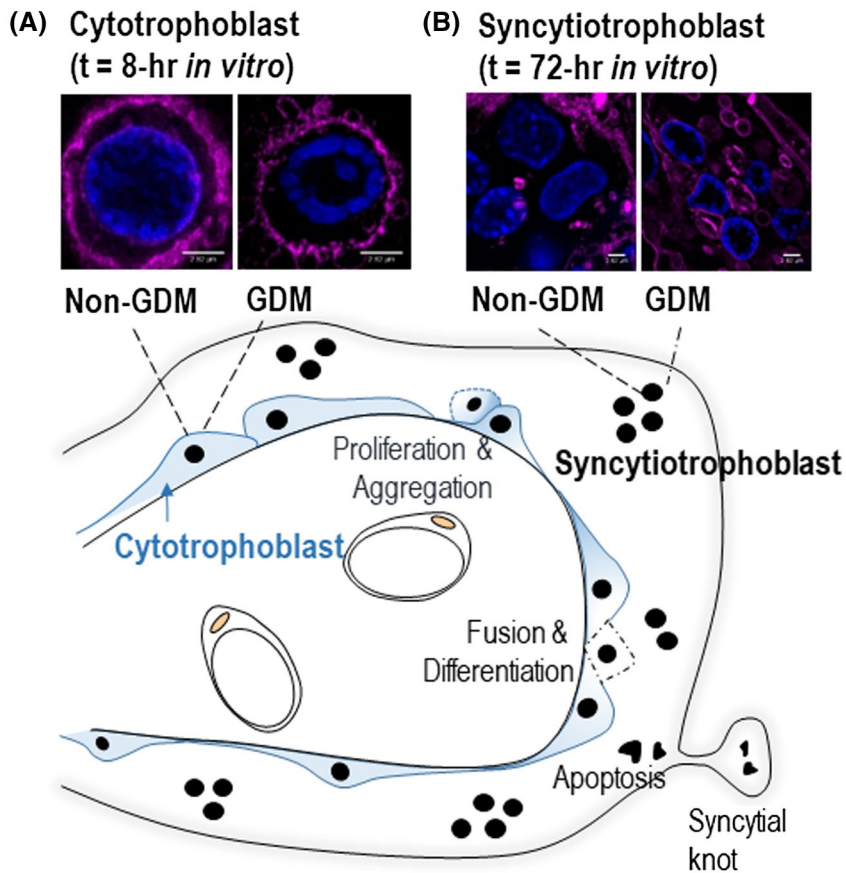 (A) Cytotrophoblast
(t = 8-hr in vitro)
(B) Syncytiotrophoblast
(t = 72-hr in vitro)
Non-GDM GDM
Non-GDM GDM
Proliferation &
Aggregation
Syncytiotrophoblast
Cytotrophoblast
Fusion &
Differentiation
Apoptosis
Syncytial
knot